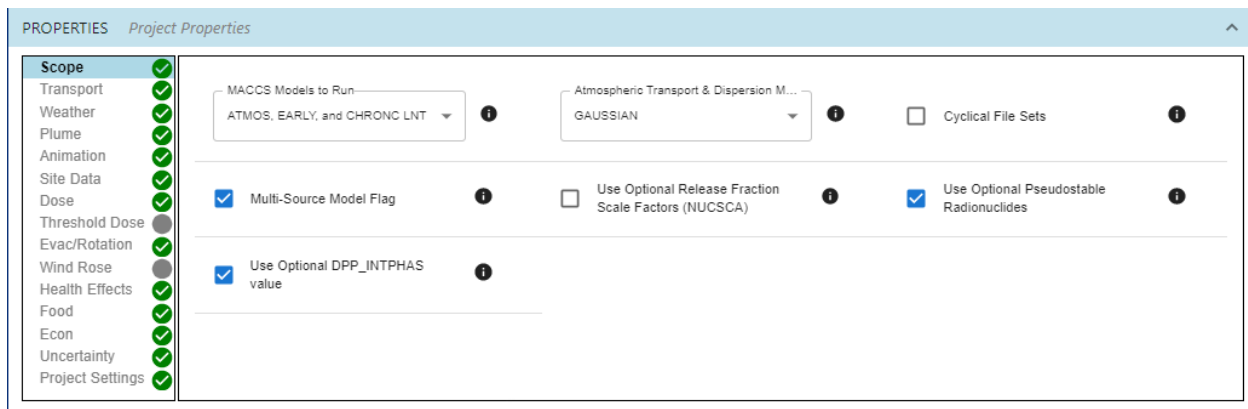 PROPERTIES Project Properties
Scope
Transport
Weather
Plume
Animation
Site Data
Dose
Threshold Dose
Evac/Rotation
Wind Rose
Health Effects
Food
Econ
Uncertainty
Project Settings
MACCS Models to Run
ATMOS, EARLY, and CHRONC LNT
Atmospheric Transport & Dispersion M...
GAUSSIAN
Cyclical File Sets
Multi-Source Model Flag
Use Optional Release Fraction
Scale Factors (NUCSCA)
Use Optional Pseudostable
Radionuclides
Use Optional DPP_INTPHAS
value